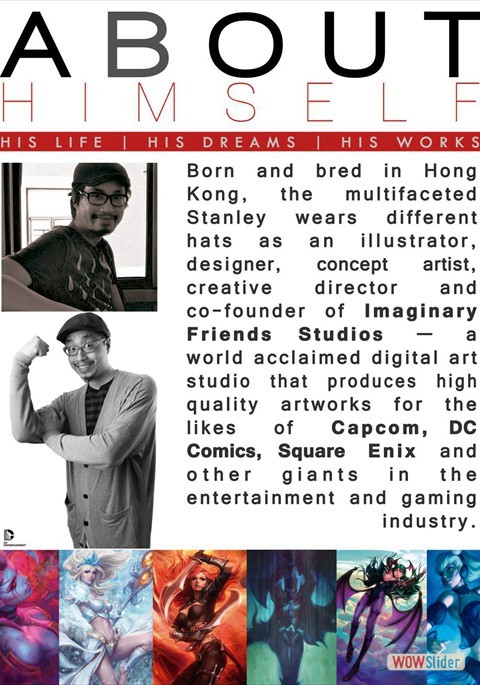 ABOUT
HIMSELF
HIS LIFE | HIS DREAMS | HIS WORKS
Born and bred in Hong
Kong, the multifaceted
Stanley wears different
hats as an illustrator,
designer, concept artist,
creative director and
co-founder of Imaginary
Friends Studios — a
world acclaimed digital art
studio that produces high
quality artworks for the
likes of Capcom, DC
Comics, Square Enix and
other giants in the
entertainment and gaming
industry.
WOWSlider